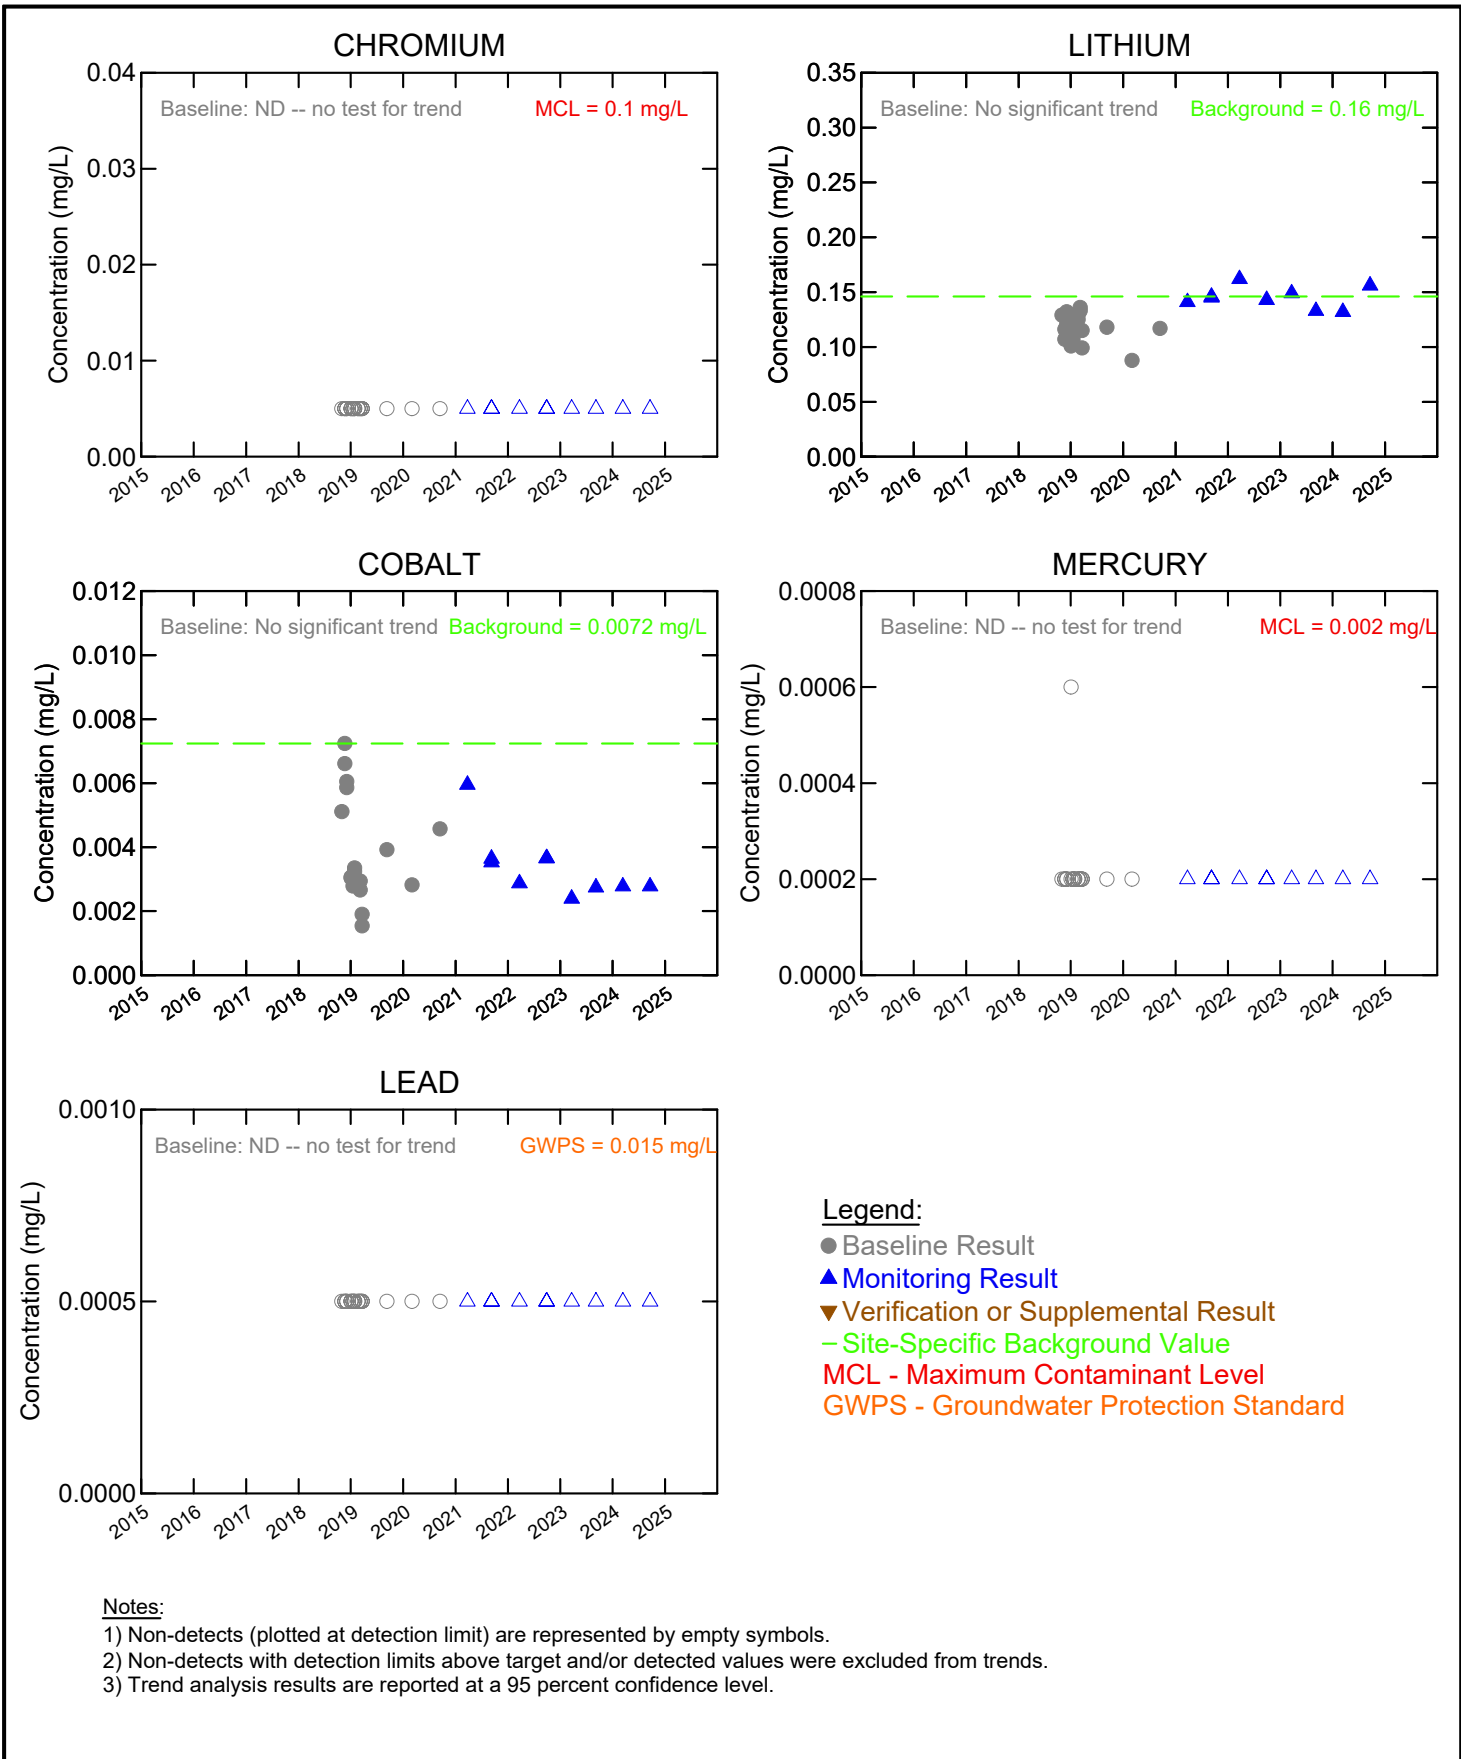 CHROMIUM
Concentration (mg/L)
0.04
0.03
0.02
0.01
0.00
Baseline: ND -- no test for trend
MCL = 0.1 mg/L
2015 2016 2017 2018 2019 2020 2021 2022 2023 2024 2025
LITHIUM
Concentration (mg/L)
0.35
0.30
0.25
0.20
0.15
0.10
0.05
0.00
Baseline: No significant trend
Background = 0.16 mg/L
2015 2016 2017 2018 2019 2020 2021 2022 2023 2024 2025
COBALT
Concentration (mg/L)
0.012
0.010
0.008
0.006
0.004
0.002
0.000
Baseline: No significant trend
Background = 0.0072 mg/L
2015 2016 2017 2018 2019 2020 2021 2022 2023 2024 2025
MERCURY
Concentration (mg/L)
0.0008
0.0006
0.0004
0.0002
0.0000
Baseline: ND -- no test for trend
MCL = 0.002 mg/L
2015 2016 2017 2018 2019 2020 2021 2022 2023 2024 2025
LEAD
Concentration (mg/L)
0.0010
0.0005
0.0000
Baseline: ND -- no test for trend
GWPS = 0.015 mg/L
2015 2016 2017 2018 2019 2020 2021 2022 2023 2024 2025
Legend:
Baseline Result
Monitoring Result
Verification or Supplemental Result
Site-Specific Background Value
MCL - Maximum Contaminant Level
GWPS - Groundwater Protection Standard
Notes:
1) Non-detects (plotted at detection limit) are represented by empty symbols.
2) Non-detects with detection limits above target and/or detected values were excluded from trends.
3) Trend analysis results are reported at a 95 percent confidence level.